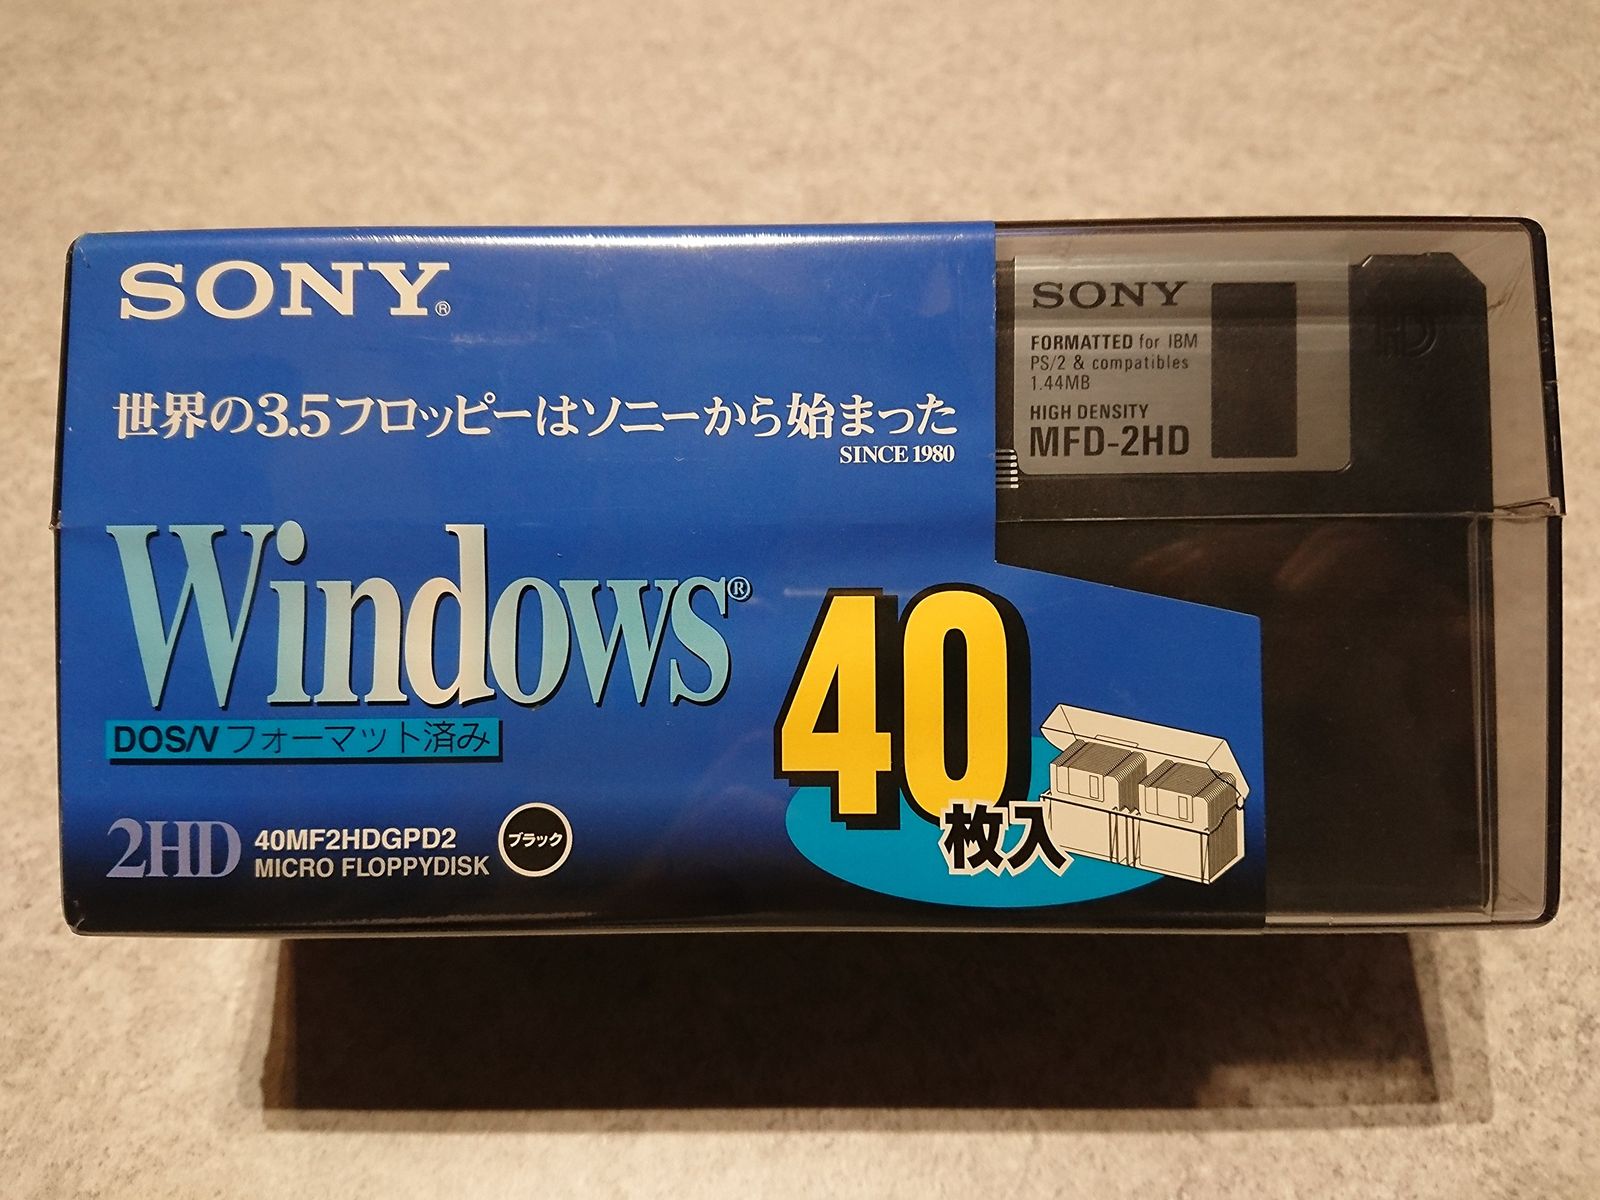 SONY®
世界の3.5フロッピーはソニーから始まった
SINCE 1980
Windows®
DOS/V フォーマット済み
2HD
40MF2HDGPD2
MICRO FLOPPYDISK
ブラック
40
枚入
SONY
FORMATTED for IBM
PS/2 & compatibles
1.44MB
HIGH DENSITY
MFD-2HD
HD